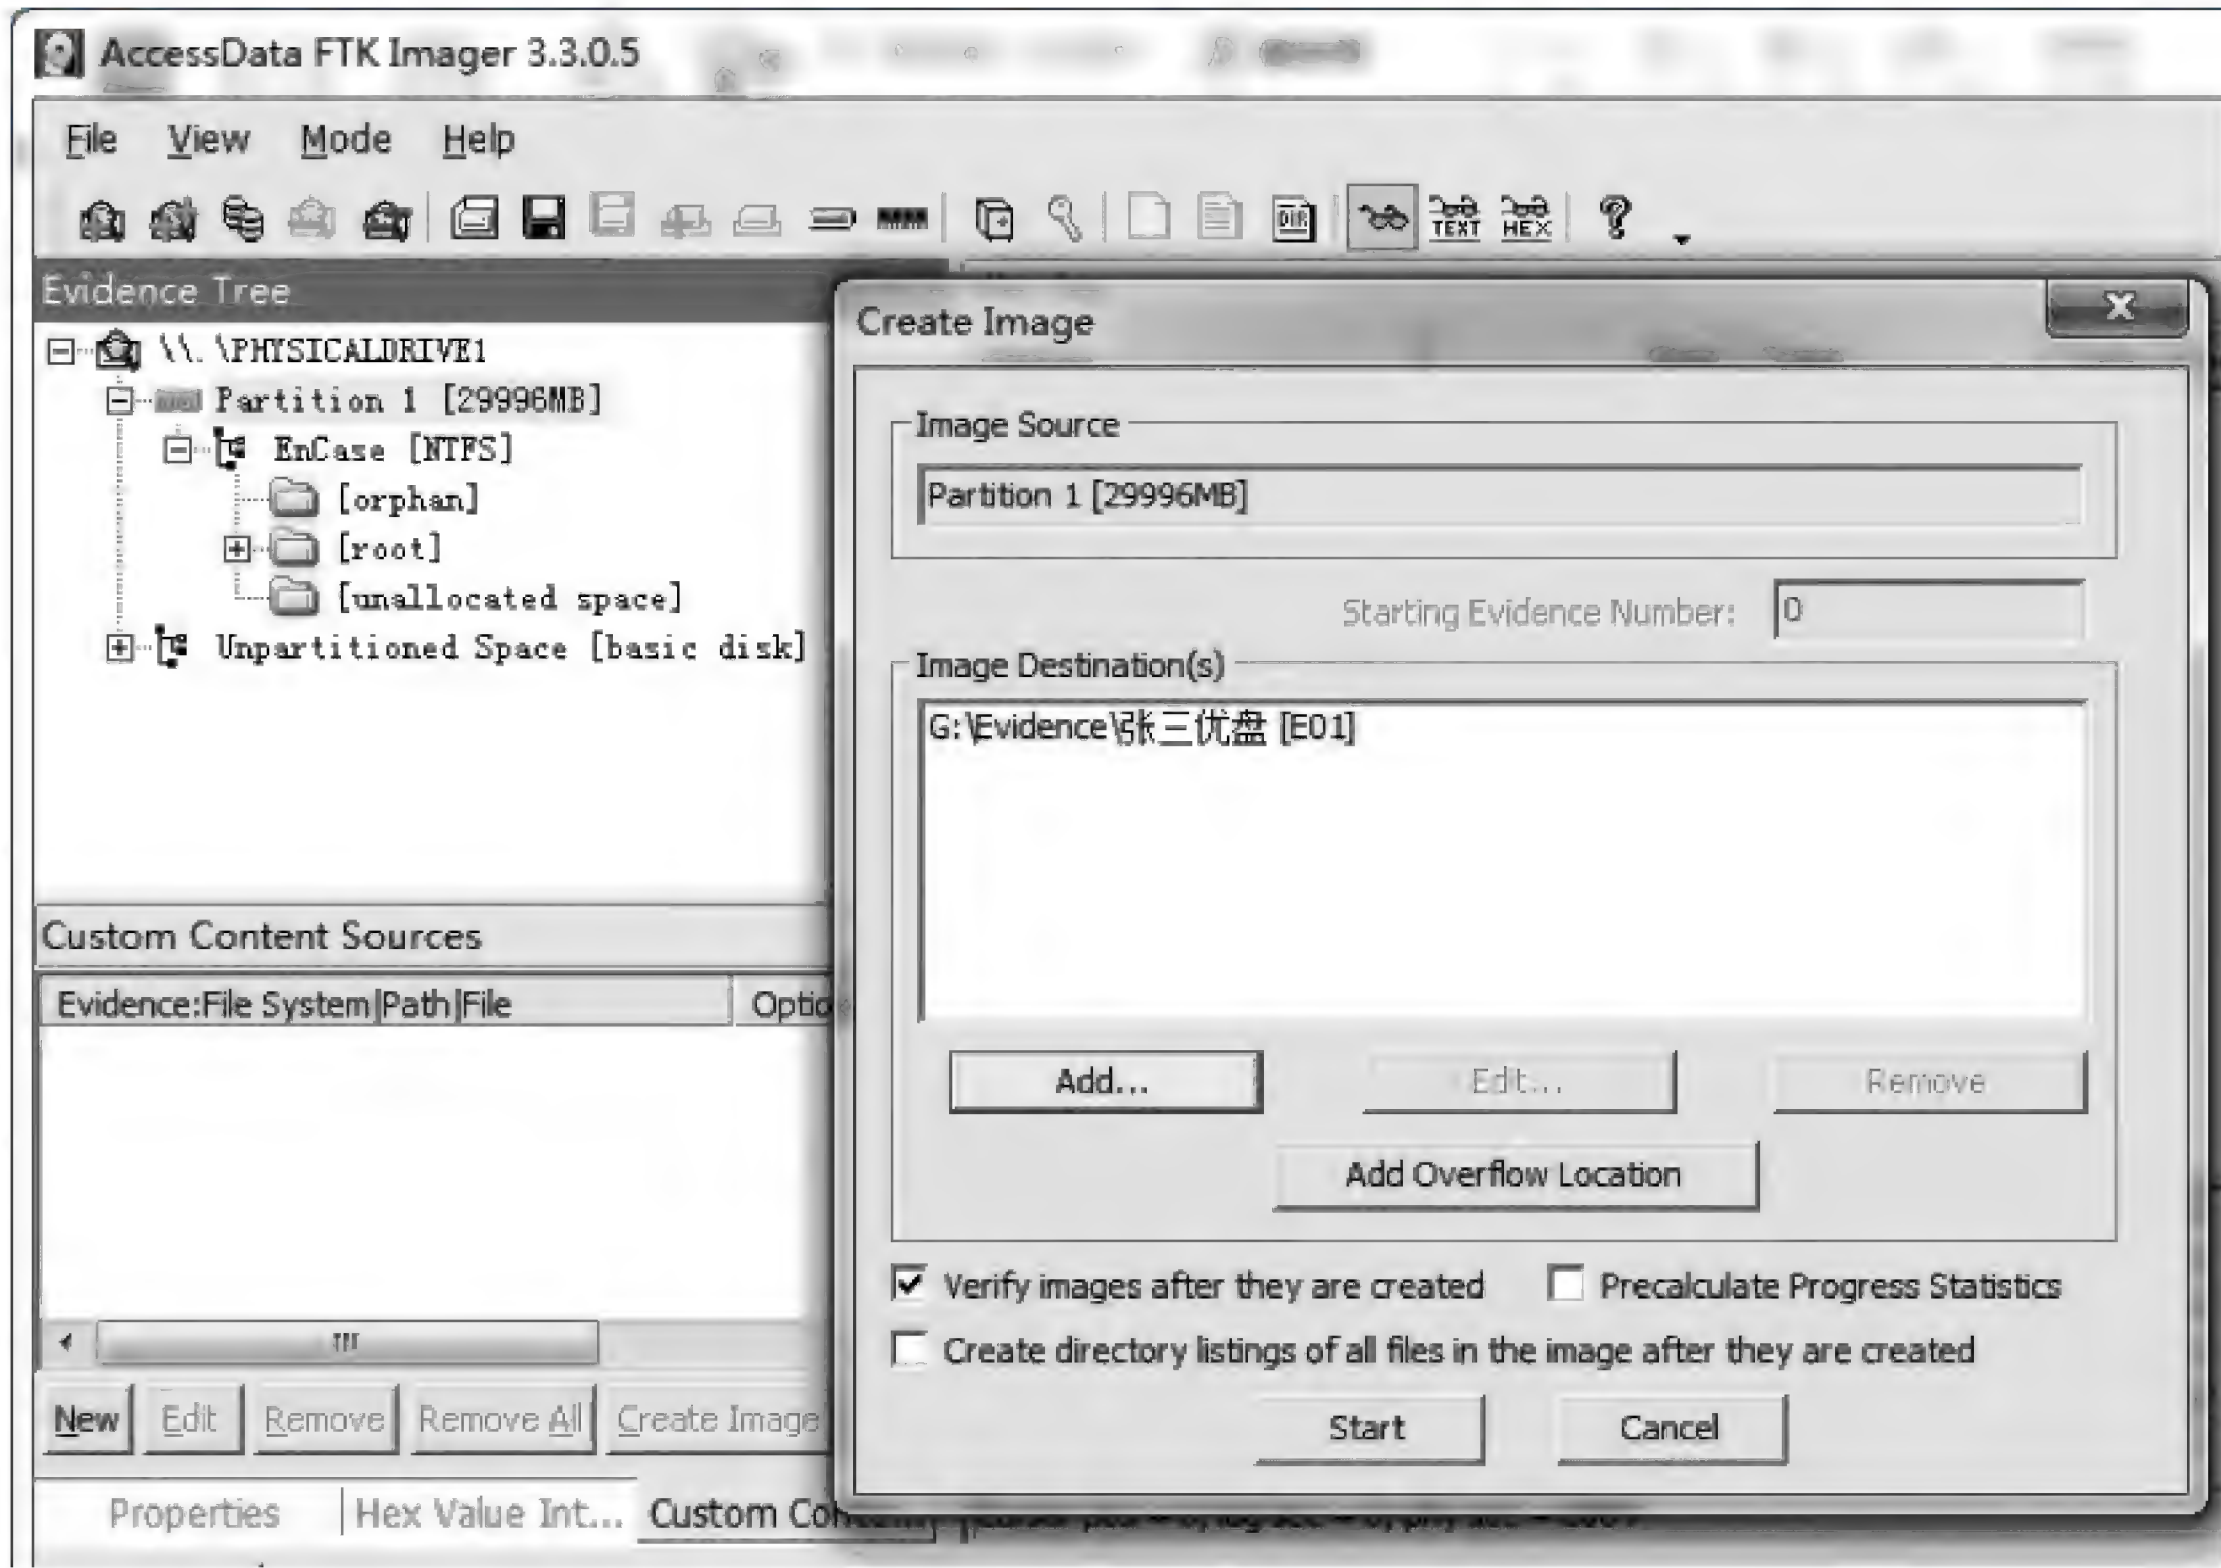 AccessData FTK Imager 3.3.0.5
File View Mode Help
DIR TEXT HEX
Evidence Tree
\\.\PHYSICALDRIVE1
Partition 1 [29996MB]
EnCase [NTFS]
[orphan]
[root]
[unallocated space]
Unpartitioned Space [basic disk]
Custom Content Sources
Evidence:File System|Path|File Optio
New Edit Remove Remove All Create Image
Properties Hex Value Int... Custom Con
Create Image
Image Source
Partition 1 [29996MB]
Starting Evidence Number: 0
Image Destination(s)
G:\Evidence\张三优盘 [E01]
Add... Edit... Remove
Add Overflow Location
Verify images after they are created Precalculate Progress Statistics
Create directory listings of all files in the image after they are created
Start Cancel